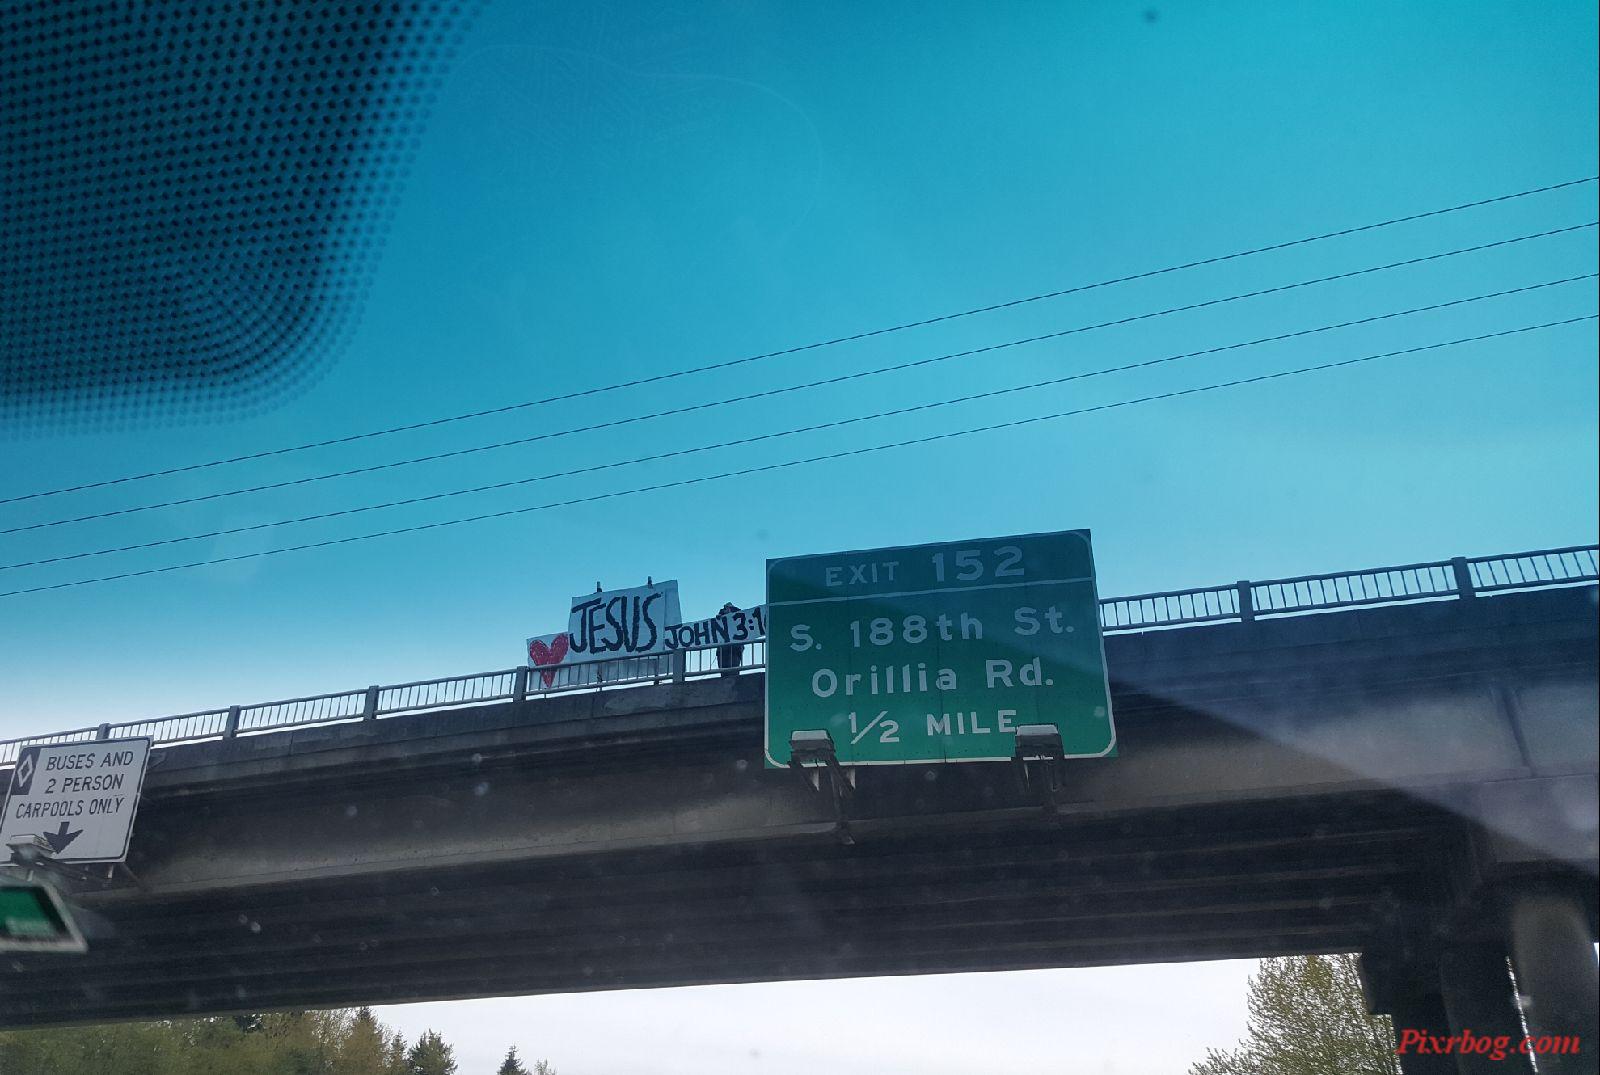 EXIT 152
S. 188th St.
Orillia Rd.
1/2 MILE
JESUS
JOHN 3:1
BUSES AND
2 PERSON
CARPOOLS ONLY
Pixrbog.com